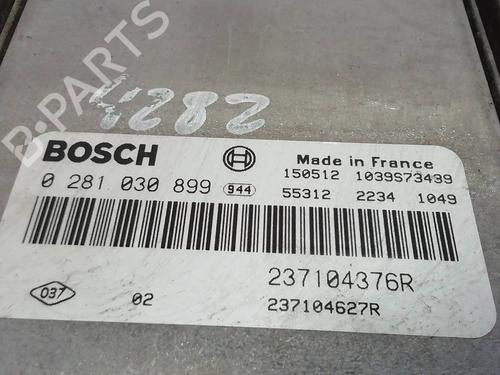 B-PARTS
4282
BOSCH
Made in France
0 281 030 899 944
150512 1039S73439
55312 2234 1049
237104376R
037 02 237104627R